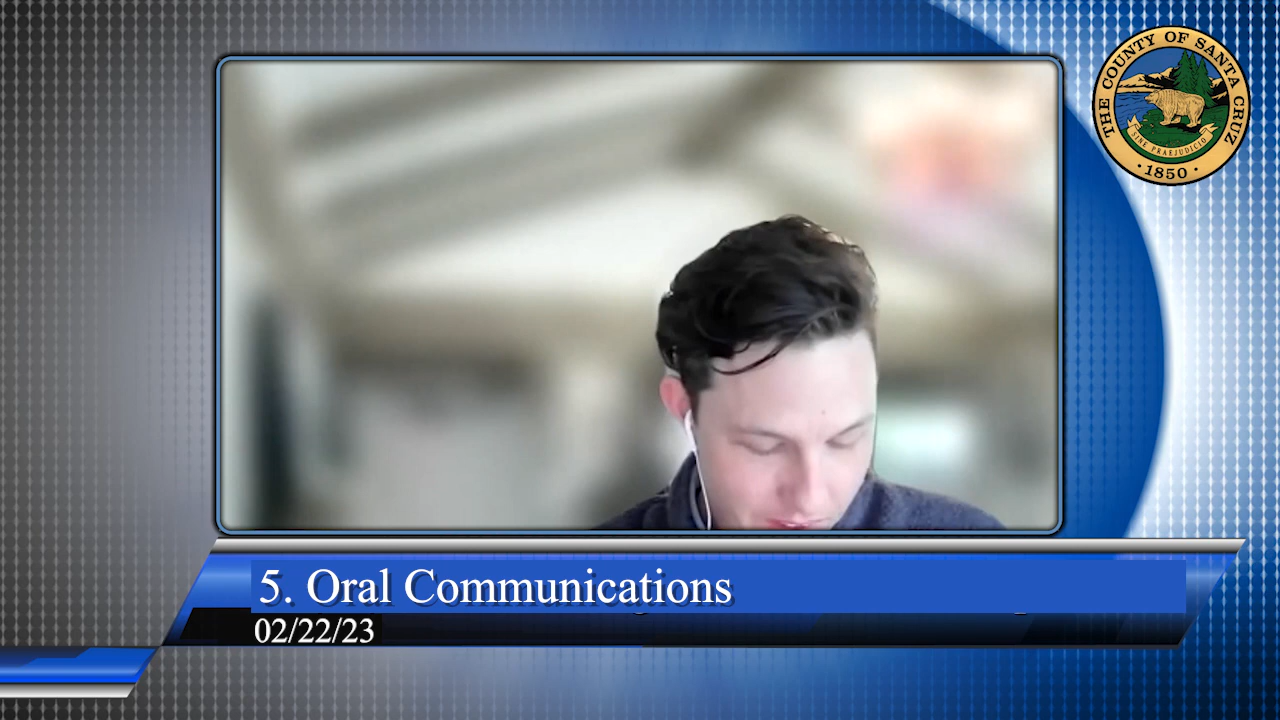 THE COUNTY OF SANTA CRUZ
SINE PRAEJUDICIO
· 1850 ·
5. Oral Communications
02/22/23